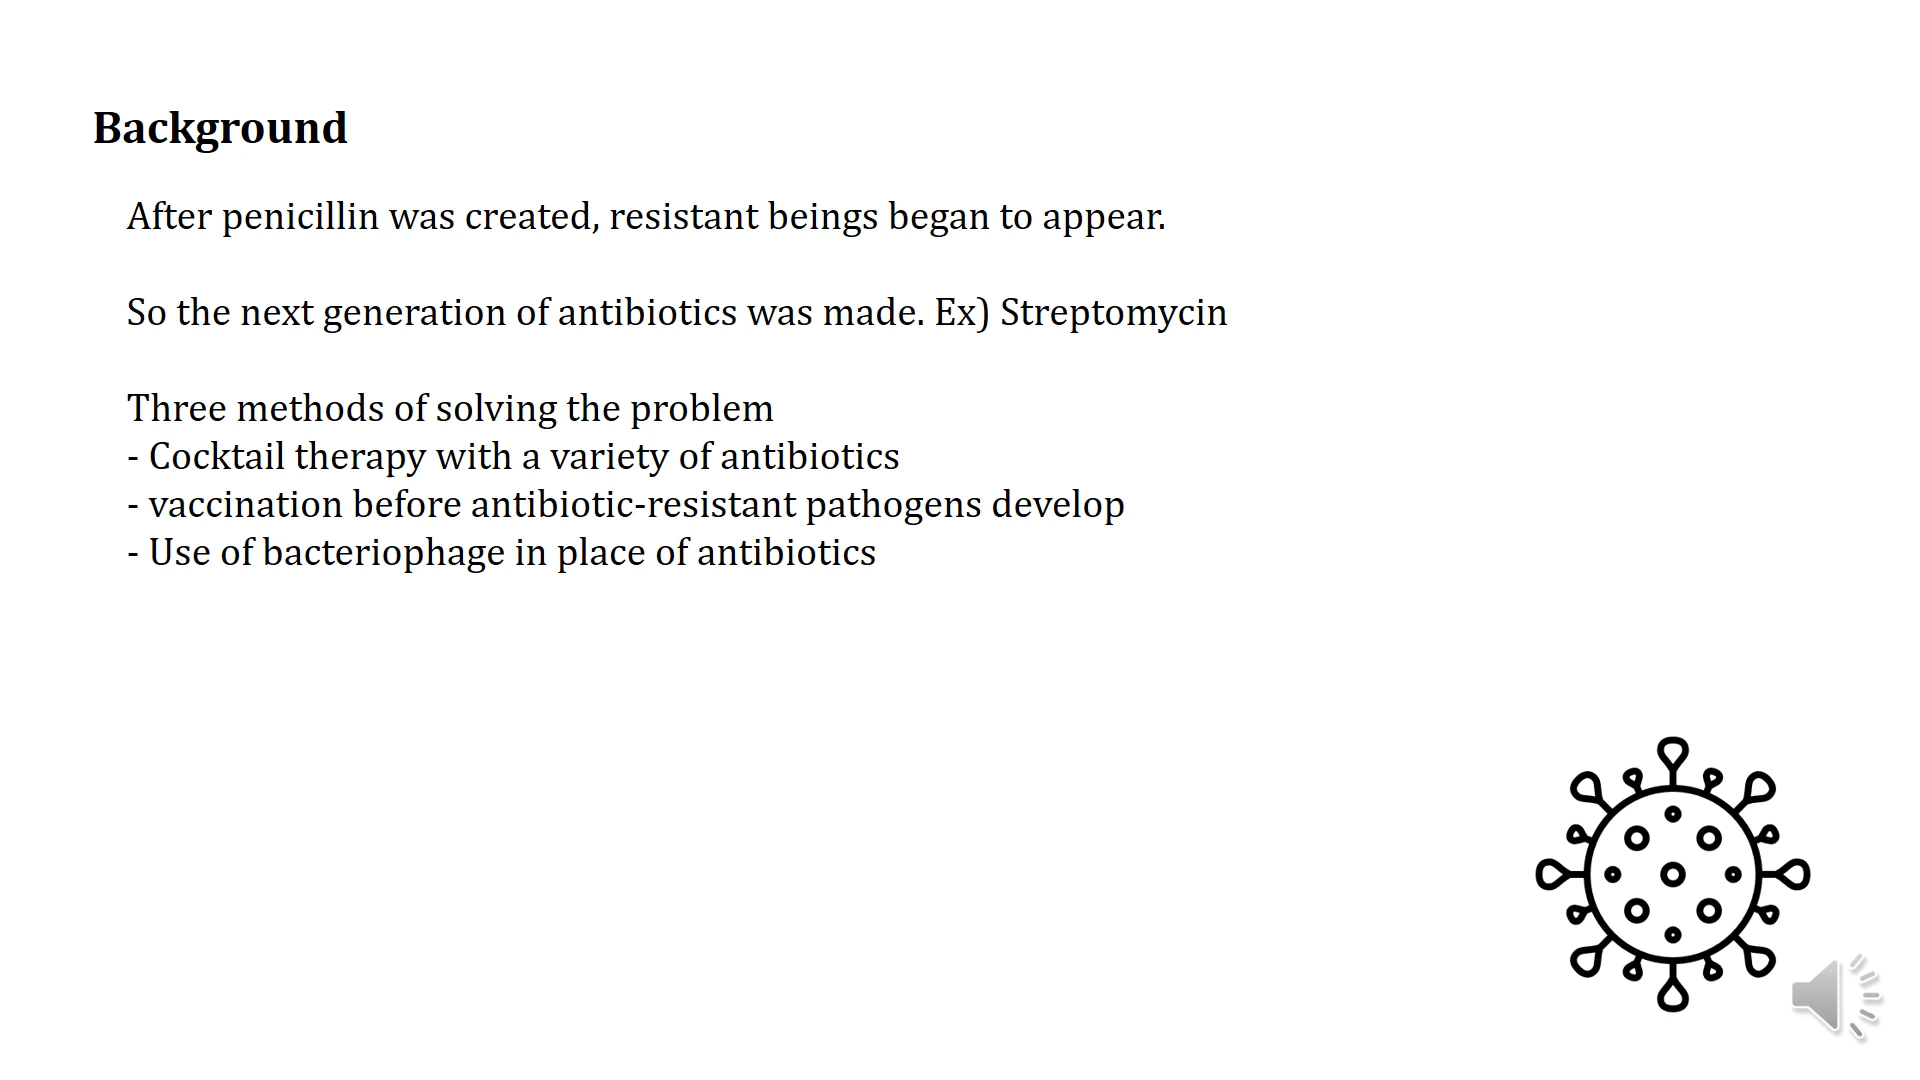 Background
After penicillin was created, resistant beings began to appear.
So the next generation of antibiotics was made. Ex) Streptomycin
Three methods of solving the problem
- Cocktail therapy with a variety of antibiotics
- vaccination before antibiotic-resistant pathogens develop
- Use of bacteriophage in place of antibiotics